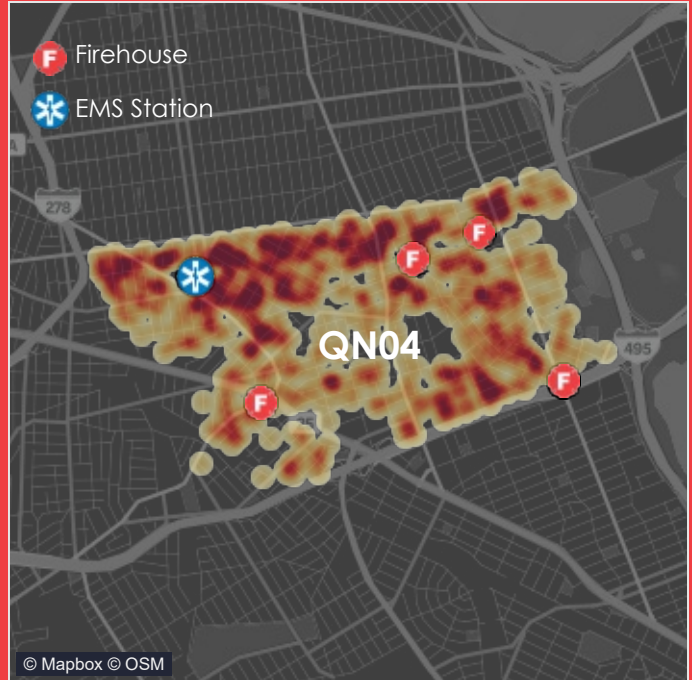 F Firehouse
EMS Station
A
278
F
F
QN04
495
F
F
© Mapbox © OSM